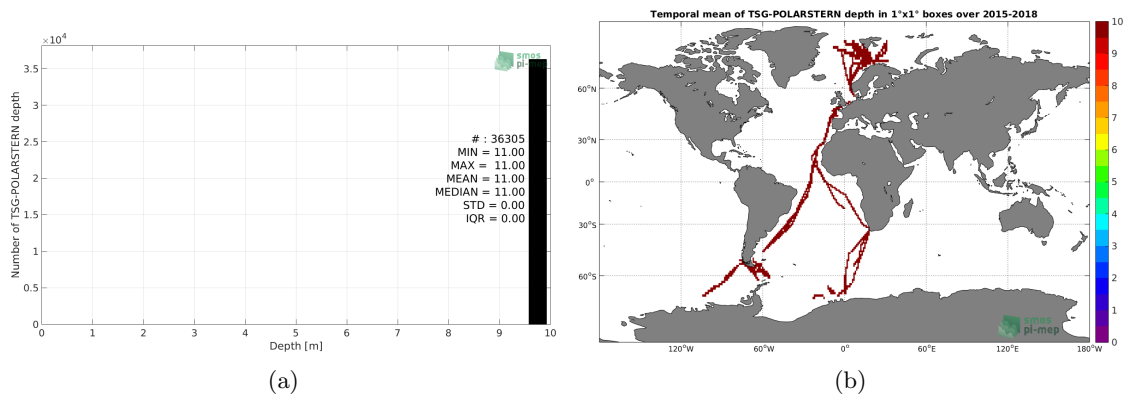 ×10⁴
3.5
3
2.5
2
1.5
1
0.5
0
Number of TSG-POLARSTERN depth
smos
pi-mep
# : 36305
MIN = 11.00
MAX = 11.00
MEAN = 11.00
MEDIAN = 11.00
STD = 0.00
IQR = 0.00
0 1 2 3 4 5 6 7 8 9 10
Depth [m]
(a)
Temporal mean of TSG-POLARSTERN depth in 1°x1° boxes over 2015-2018
60°N
30°N
0°
30°S
60°S
120°W 60°W 0° 60°E 120°E 180°W
smos
pi-mep
10
9
8
7
6
5
4
3
2
1
0
(b)